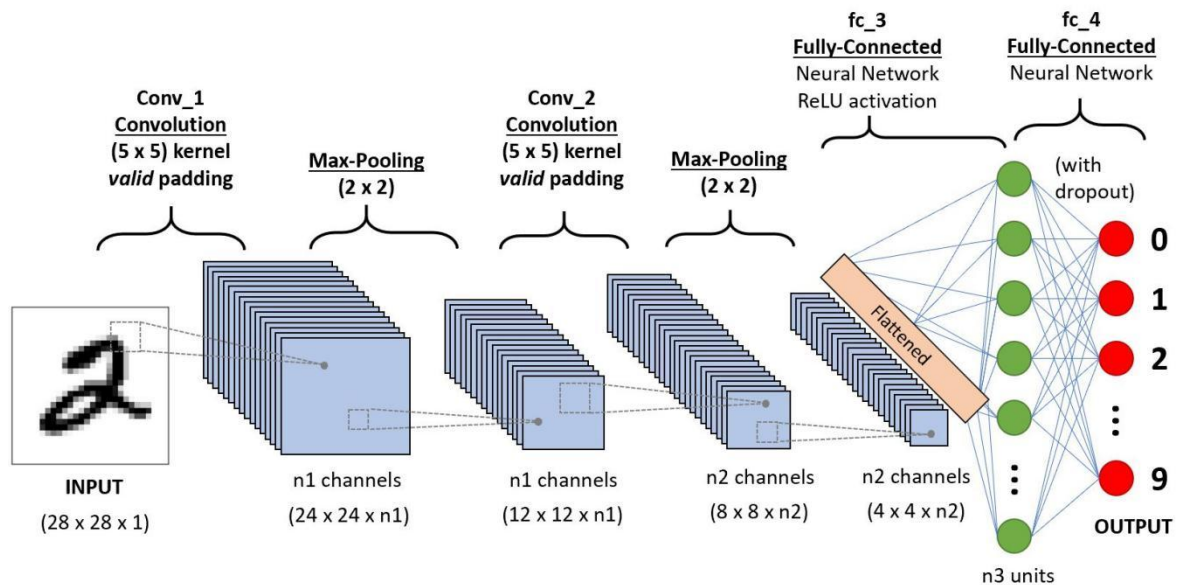 Conv_1
Convolution
(5 x 5) kernel
valid padding
Max-Pooling
(2 x 2)
Conv_2
Convolution
(5 x 5) kernel
valid padding
Max-Pooling
(2 x 2)
fc_3
Fully-Connected
Neural Network
ReLU activation
fc_4
Fully-Connected
Neural Network
(with
dropout)
Flattened
0
1
2
⋮
9
OUTPUT
2
INPUT
(28 x 28 x 1)
n1 channels
(24 x 24 x n1)
n1 channels
(12 x 12 x n1)
n2 channels
(8 x 8 x n2)
n2 channels
(4 x 4 x n2)
⋮
n3 units